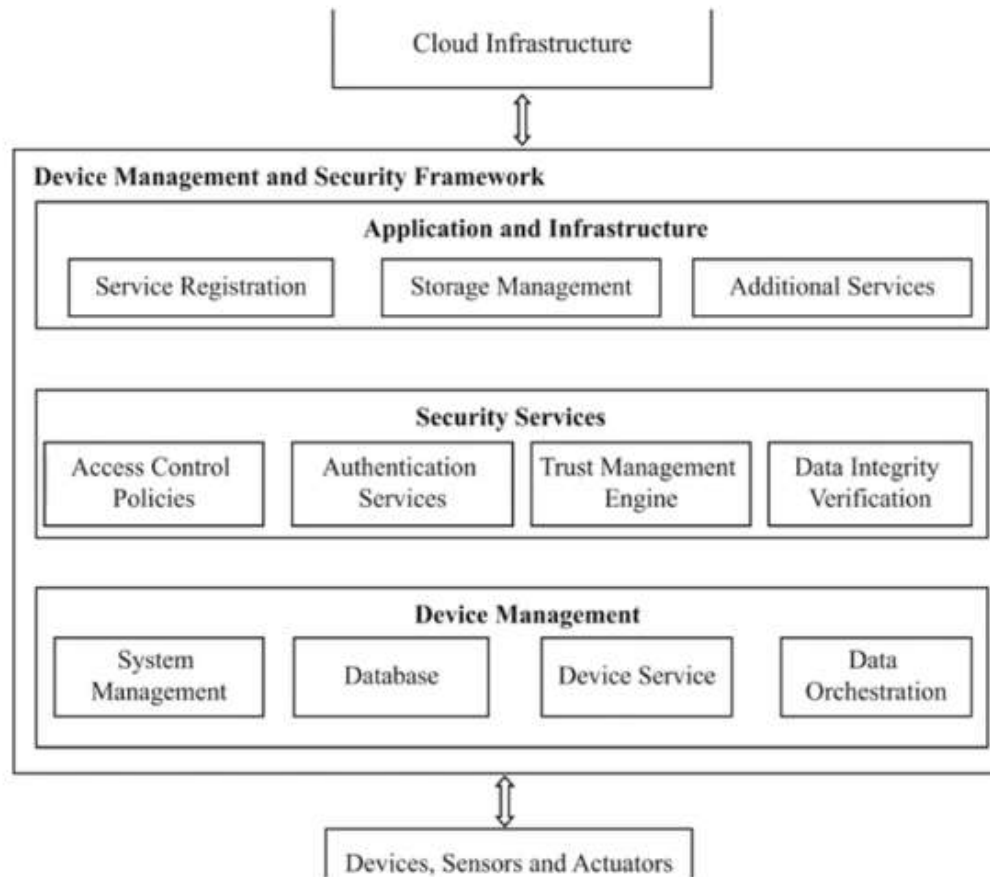 Cloud Infrastructure
Device Management and Security Framework
Application and Infrastructure
Service Registration
Storage Management
Additional Services
Security Services
Access Control
Policies
Authentication
Services
Trust Management
Engine
Data Integrity
Verification
Device Management
System
Management
Database
Device Service
Data
Orchestration
Devices, Sensors and Actuators